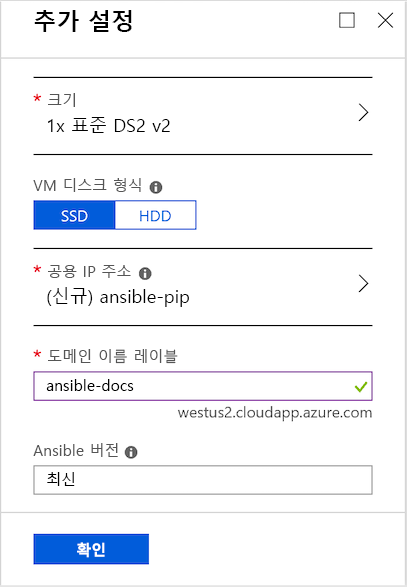 추가 설정
* 크기
1x 표준 DS2 v2
VM 디스크 형식
SSD HDD
* 공용 IP 주소
(신규) ansible-pip
* 도메인 이름 레이블
ansible-docs
westus2.cloudapp.azure.com
Ansible 버전
최신
확인